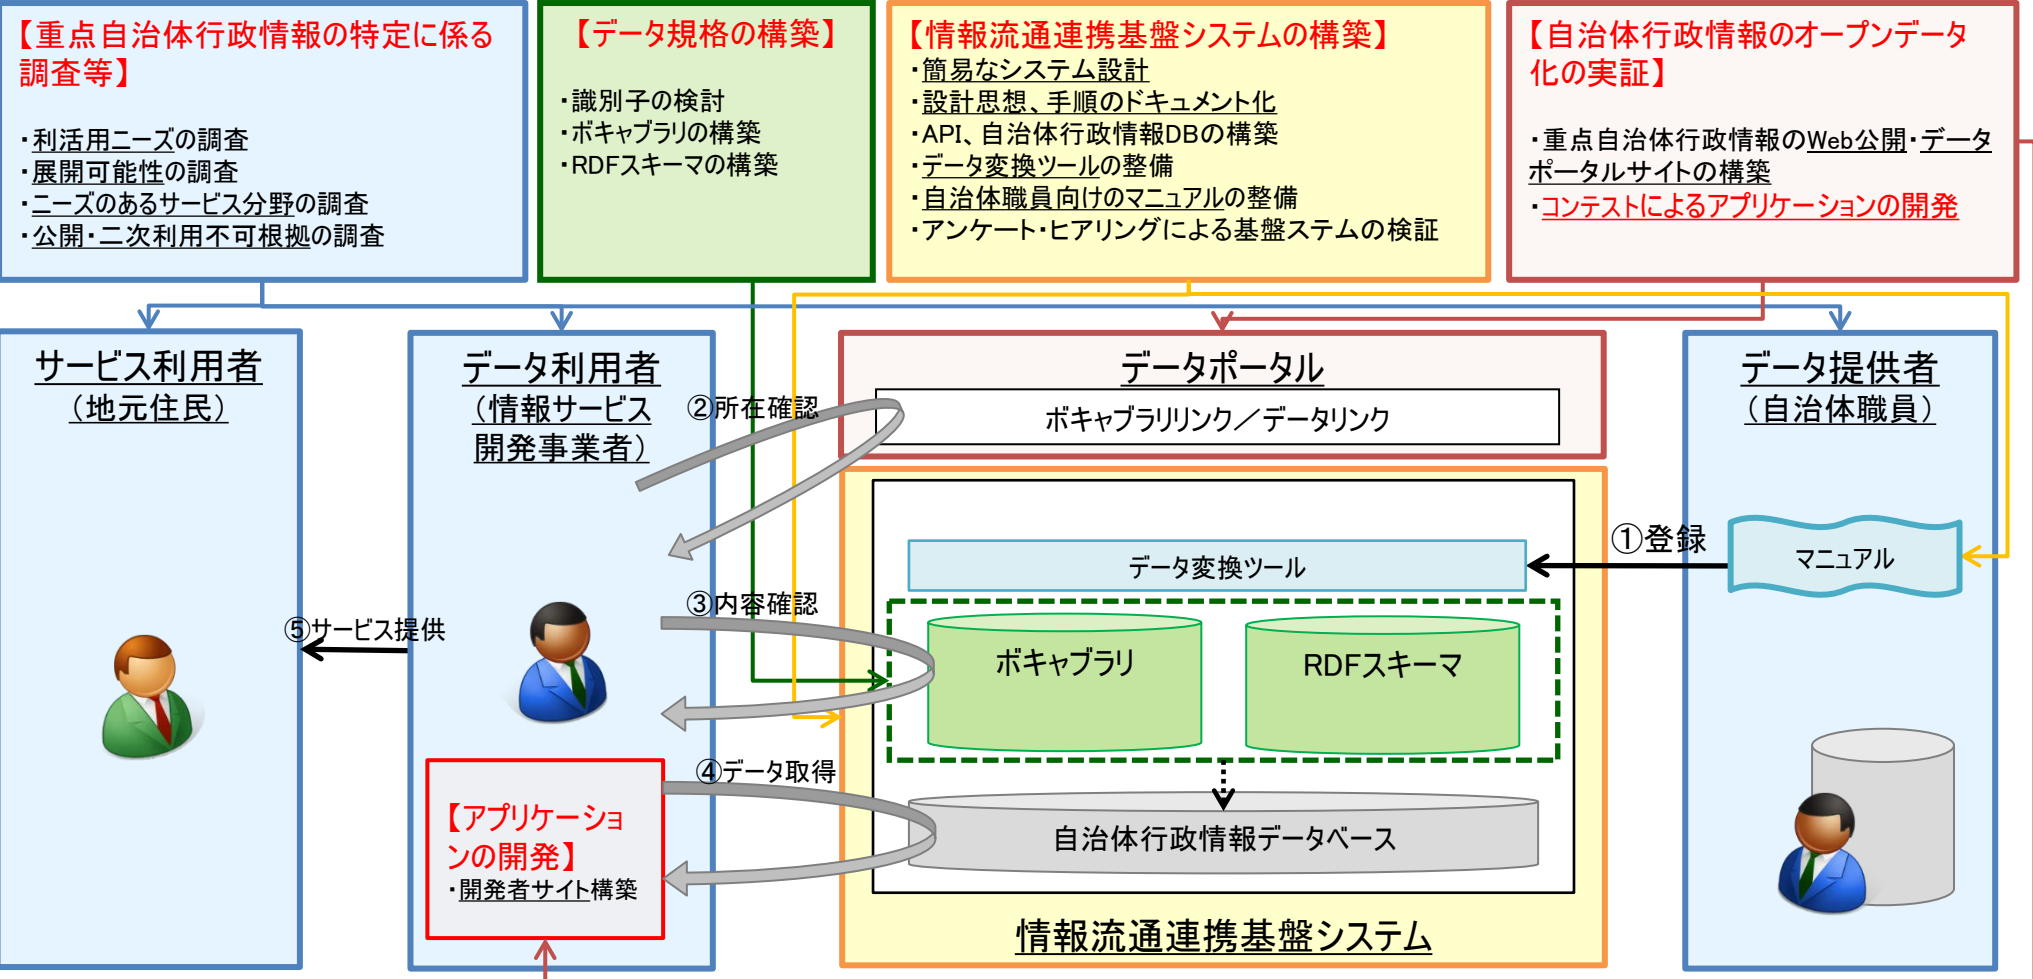 【重点自治体行政情報の特定に係る
調査等】
・利活用ニーズの調査
・展開可能性の調査
・ニーズのあるサービス分野の調査
・公開・二次利用不可根拠の調査
【データ規格の構築】
・識別子の検討
・ボキャブラリの構築
・RDFスキーマの構築
【情報流通連携基盤システムの構築】
・簡易なシステム設計
・設計思想、手順のドキュメント化
・API、自治体行政情報DBの構築
・データ変換ツールの整備
・自治体職員向けのマニュアルの整備
・アンケート・ヒアリングによる基盤ステムの検証
【自治体行政情報のオープンデータ
化の実証】
・重点自治体行政情報のWeb公開・データ
ポータルサイトの構築
・コンテストによるアプリケーションの開発
サービス利用者
（地元住民）
データ利用者
（情報サービス
開発事業者）
②所在確認
データポータル
ボキャブラリリンク／データリンク
データ提供者
（自治体職員）
①登録
マニュアル
データ変換ツール
③内容確認
⑤サービス提供
ボキャブラリ
RDFスキーマ
④データ取得
【アプリケーショ
ンの開発】
・開発者サイト構築
自治体行政情報データベース
情報流通連携基盤システム